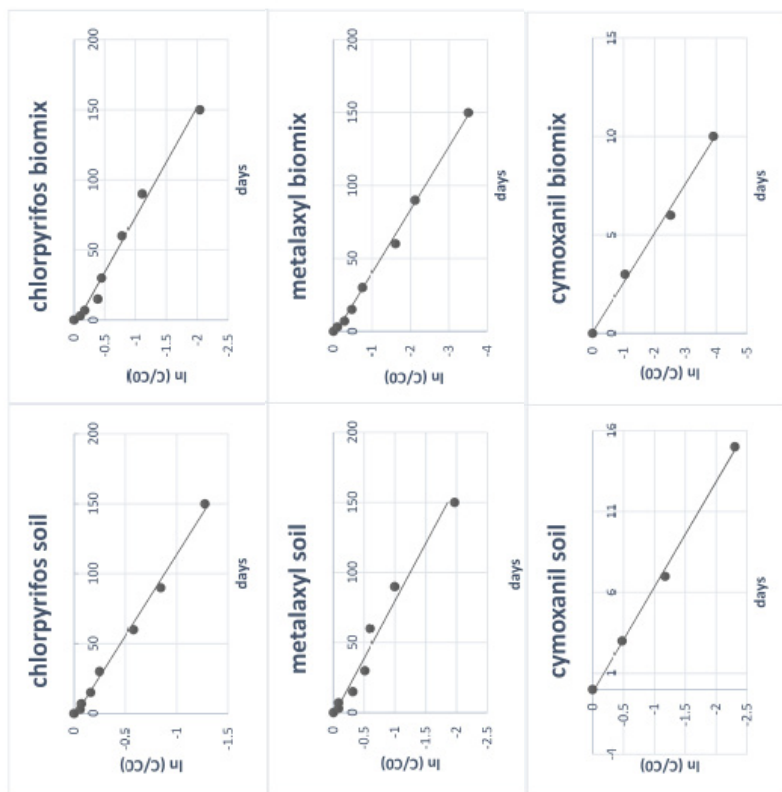 chlorpyrifos soil
0 50 100 150 200
0
-0.5
-1
-1.5
ln (C/C0)
days
chlorpyrifos biomix
0 50 100 150 200
0
-0.5
-1
-1.5
-2
-2.5
ln (C/C0)
days
metalaxyl soil
0 50 100 150 200
0
-0.5
-1
-1.5
-2
-2.5
ln (C/C0)
days
metalaxyl biomix
0 50 100 150 200
0
-1
-2
-3
-4
ln (C/C0)
days
cymoxanil soil
-1 1 6 11 16
0
-0.5
-1
-1.5
-2
-2.5
ln (C/C0)
days
cymoxanil biomix
0 5 10 15
0
-1
-2
-3
-4
-5
ln (C/C0)
days